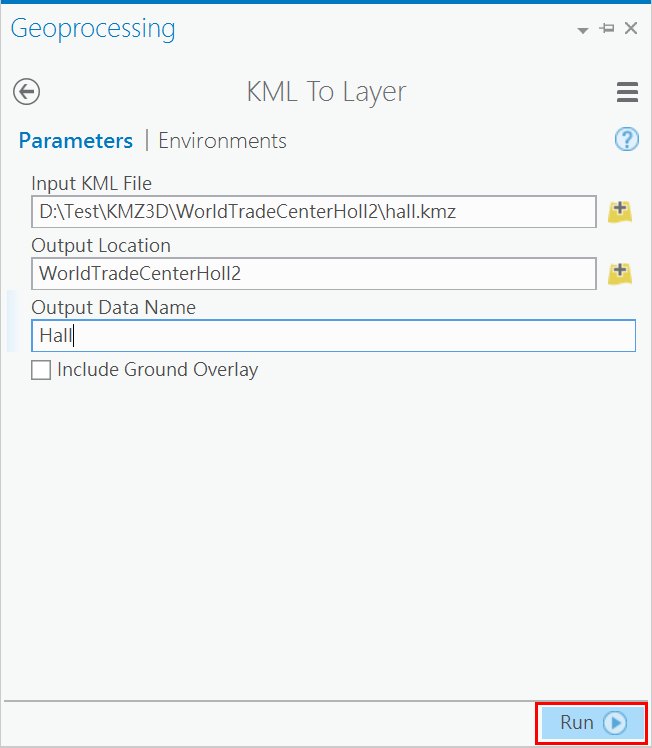 Geoprocessing
KML To Layer
Parameters | Environments
Input KML File
D:\Test\KMZ3D\WorldTradeCenterHoll2\hall.kmz
Output Location
WorldTradeCenterHoll2
Output Data Name
Hall
Include Ground Overlay
Run